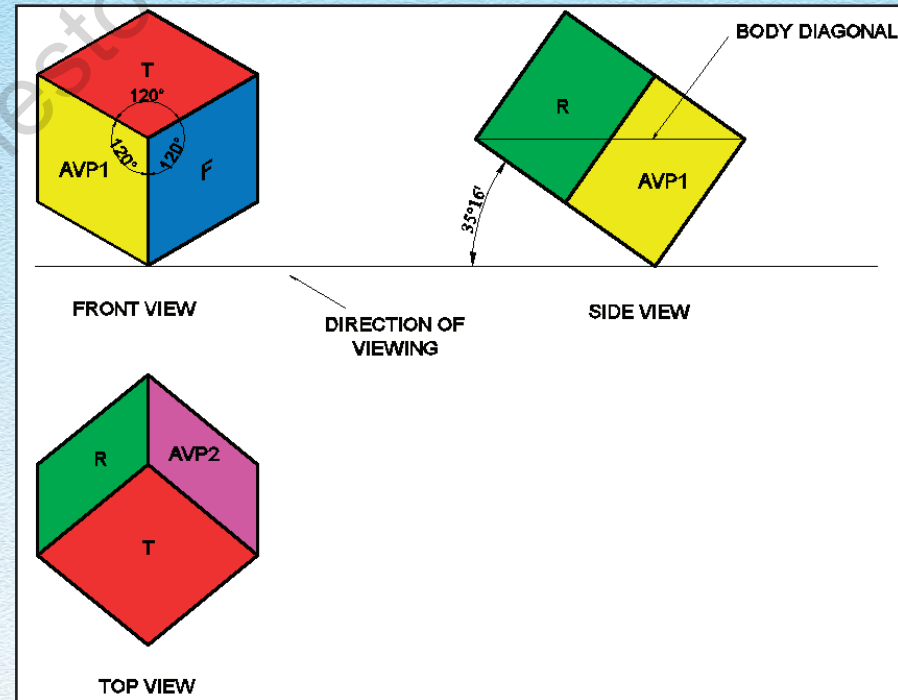 T
120°
120°
120°
AVP1
F
FRONT VIEW
BODY DIAGONAL
R
AVP1
35°16'
SIDE VIEW
DIRECTION OF
VIEWING
R
AVP2
T
TOP VIEW